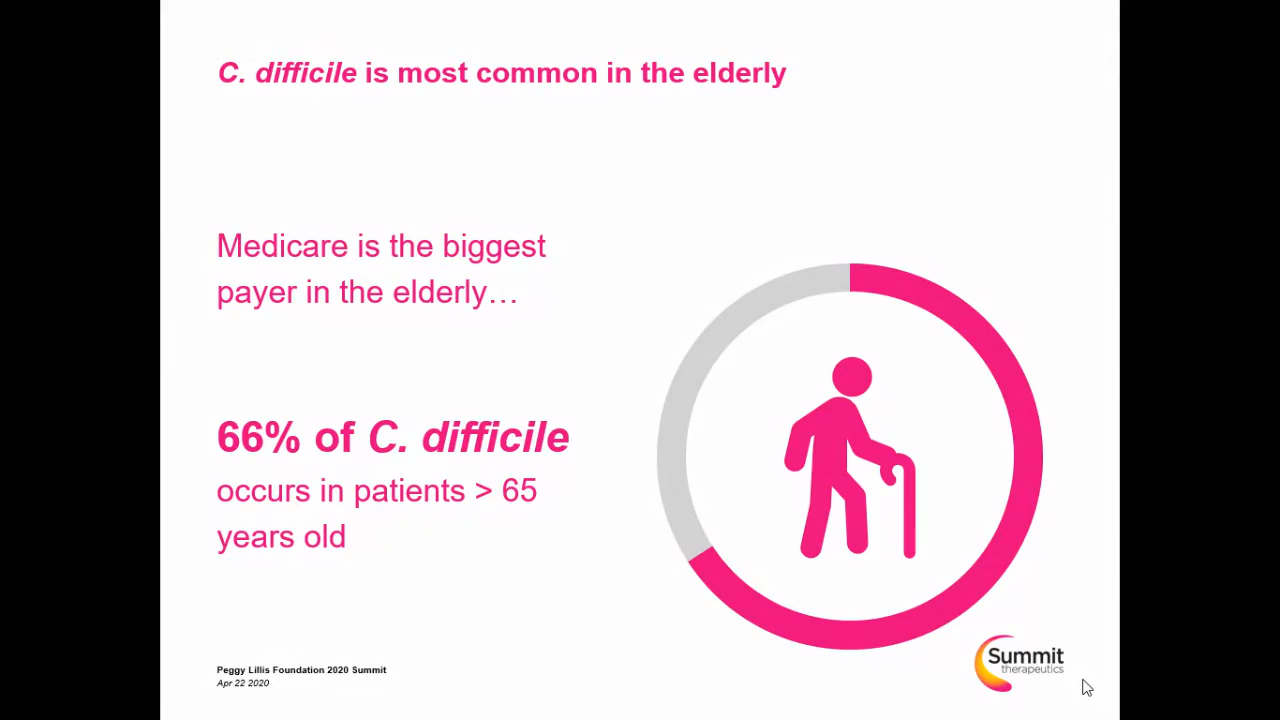 C. difficile is most common in the elderly
Medicare is the biggest
payer in the elderly…
66% of C. difficile
occurs in patients > 65
years old
Peggy Lillis Foundation 2020 Summit
Apr 22 2020
Summit
therapeutics